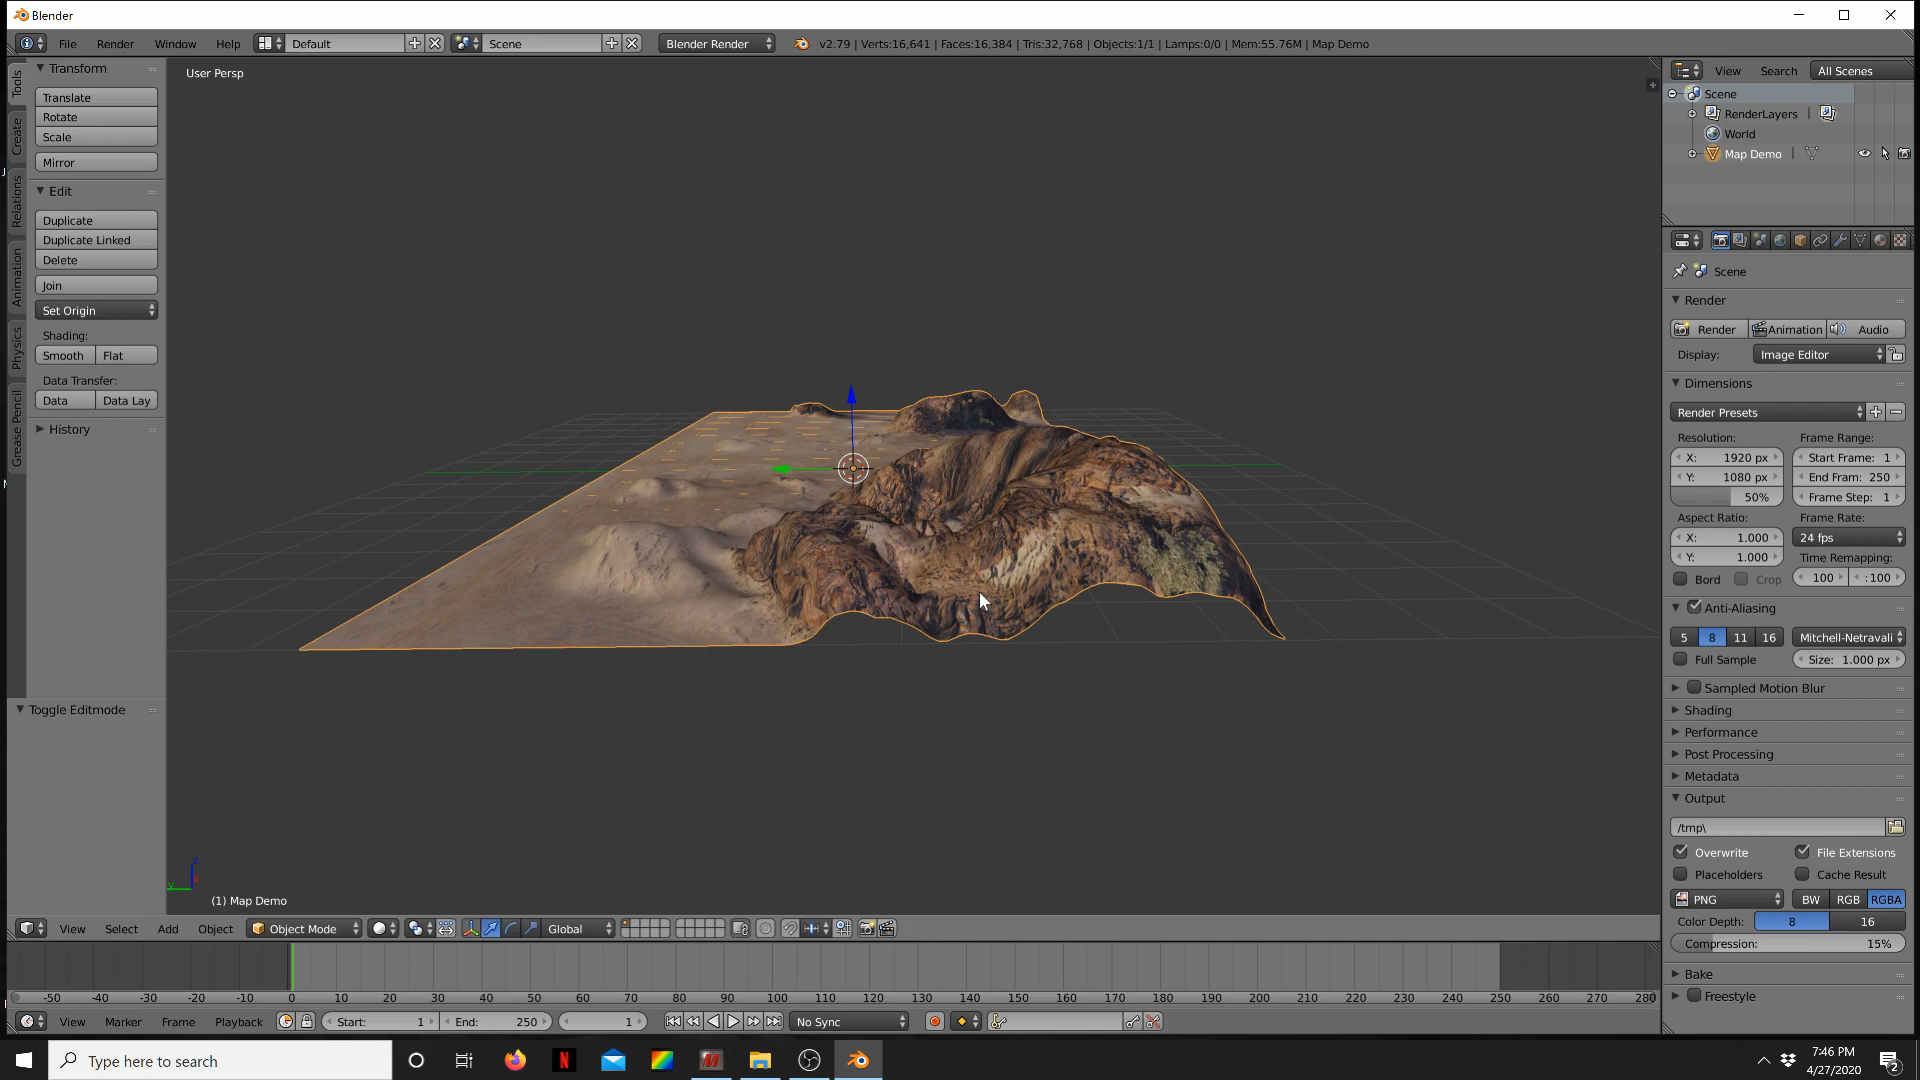 Blender
File Render Window Help Default Scene Blender Render v2.79 | Verts:16,641 | Faces:16,384 | Tris:32,768 | Objects:1/1 | Lamps:0/0 | Mem:55.76M | Map Demo
Tools
Create
Relations
Animation
Physics
Grease Pencil
Transform
Translate
Rotate
Scale
Mirror
Edit
Duplicate
Duplicate Linked
Delete
Join
Set Origin
Shading:
Smooth Flat
Data Transfer:
Data Data Lay
History
Toggle Editmode
User Persp
(1) Map Demo
View Search All Scenes
Scene
RenderLayers |
World
Map Demo |
Scene
Render
Render Animation Audio
Display: Image Editor
Dimensions
Render Presets
Resolution: Frame Range:
X: 1920 px Start Frame: 1
Y: 1080 px End Fram: 250
50% Frame Step: 1
Aspect Ratio: Frame Rate:
X: 1.000 24 fps
Y: 1.000 Time Remapping:
Bord Crop 100 :100
Anti-Aliasing
5 8 11 16 Mitchell-Netravali
Full Sample Size: 1.000 px
Sampled Motion Blur
Shading
Performance
Post Processing
Metadata
Output
/tmp\
Overwrite File Extensions
Placeholders Cache Result
PNG BW RGB RGBA
Color Depth: 8 16
Compression: 15%
Bake
Freestyle
View Select Add Object Object Mode Global
-50 -40 -30 -20 -10 0 10 20 30 40 50 60 70 80 90 100 110 120 130 140 150 160 170 180 190 200 210 220 230 240 250 260 270 280
View Marker Frame Playback Start: 1 End: 250 1 No Sync
Type here to search
7:46 PM
4/27/2020
2